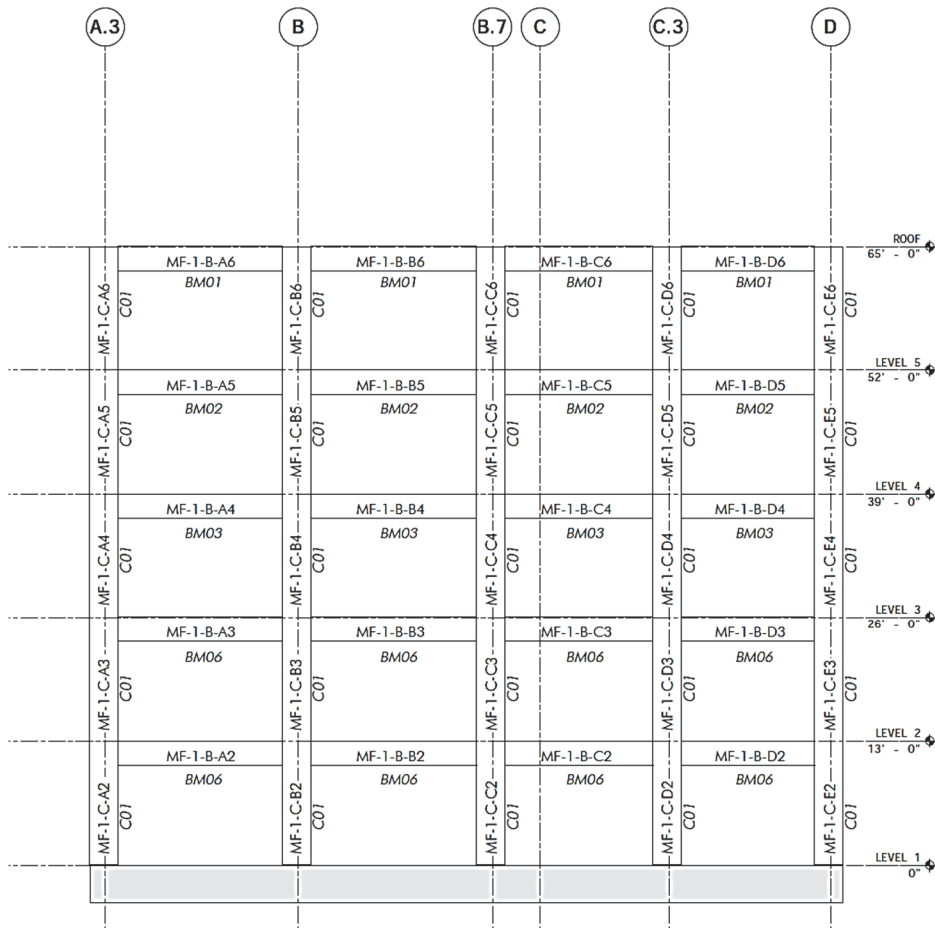 A.3 B B.7 C C.3 D
ROOF
65' - 0"
MF-1-B-A6 MF-1-B-B6 MF-1-B-C6 MF-1-B-D6
BM01 BM01 BM01 BM01
MF-1-C-A6 C01 MF-1-C-B6 C01 MF-1-C-C6 C01 MF-1-C-D6 C01 MF-1-C-E6 C01
LEVEL 5
52' - 0"
MF-1-B-A5 MF-1-B-B5 MF-1-B-C5 MF-1-B-D5
BM02 BM02 BM02 BM02
MF-1-C-A5 C01 MF-1-C-B5 C01 MF-1-C-C5 C01 MF-1-C-D5 C01 MF-1-C-E5 C01
LEVEL 4
39' - 0"
MF-1-B-A4 MF-1-B-B4 MF-1-B-C4 MF-1-B-D4
BM03 BM03 BM03 BM03
MF-1-C-A4 C01 MF-1-C-B4 C01 MF-1-C-C4 C01 MF-1-C-D4 C01 MF-1-C-E4 C01
LEVEL 3
26' - 0"
MF-1-B-A3 MF-1-B-B3 MF-1-B-C3 MF-1-B-D3
BM06 BM06 BM06 BM06
MF-1-C-A3 C01 MF-1-C-B3 C01 MF-1-C-C3 C01 MF-1-C-D3 C01 MF-1-C-E3 C01
LEVEL 2
13' - 0"
MF-1-B-A2 MF-1-B-B2 MF-1-B-C2 MF-1-B-D2
BM06 BM06 BM06 BM06
MF-1-C-A2 C01 MF-1-C-B2 C01 MF-1-C-C2 C01 MF-1-C-D2 C01 MF-1-C-E2 C01
LEVEL 1
0"